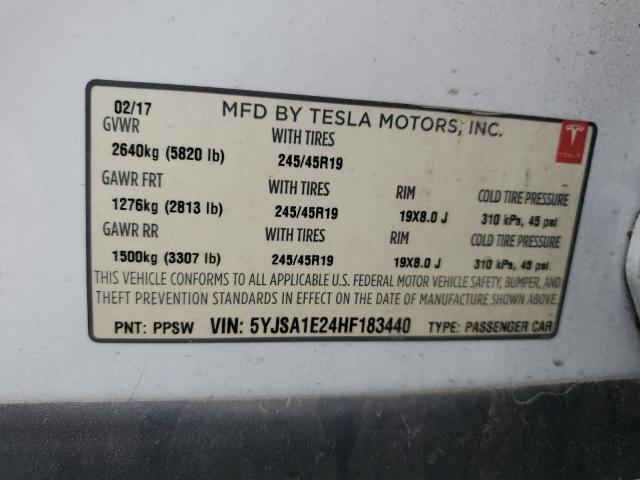 02/17 MFD BY TESLA MOTORS, INC.
GVWR WITH TIRES
2640kg (5820 lb) 245/45R19
TESLA
GAWR FRT WITH TIRES RIM COLD TIRE PRESSURE
1276kg (2813 lb) 245/45R19 19X8.0 J 310 kPa, 45 psi
GAWR RR WITH TIRES RIM COLD TIRE PRESSURE
1500kg (3307 lb) 245/45R19 19X8.0 J 310 kPa, 45 psi
THIS VEHICLE CONFORMS TO ALL APPLICABLE U.S. FEDERAL MOTOR VEHICLE SAFETY, BUMPER, AND
THEFT PREVENTION STANDARDS IN EFFECT ON THE DATE OF MANUFACTURE SHOWN ABOVE.
PNT: PPSW VIN: 5YJSA1E24HF183440 TYPE: PASSENGER CAR